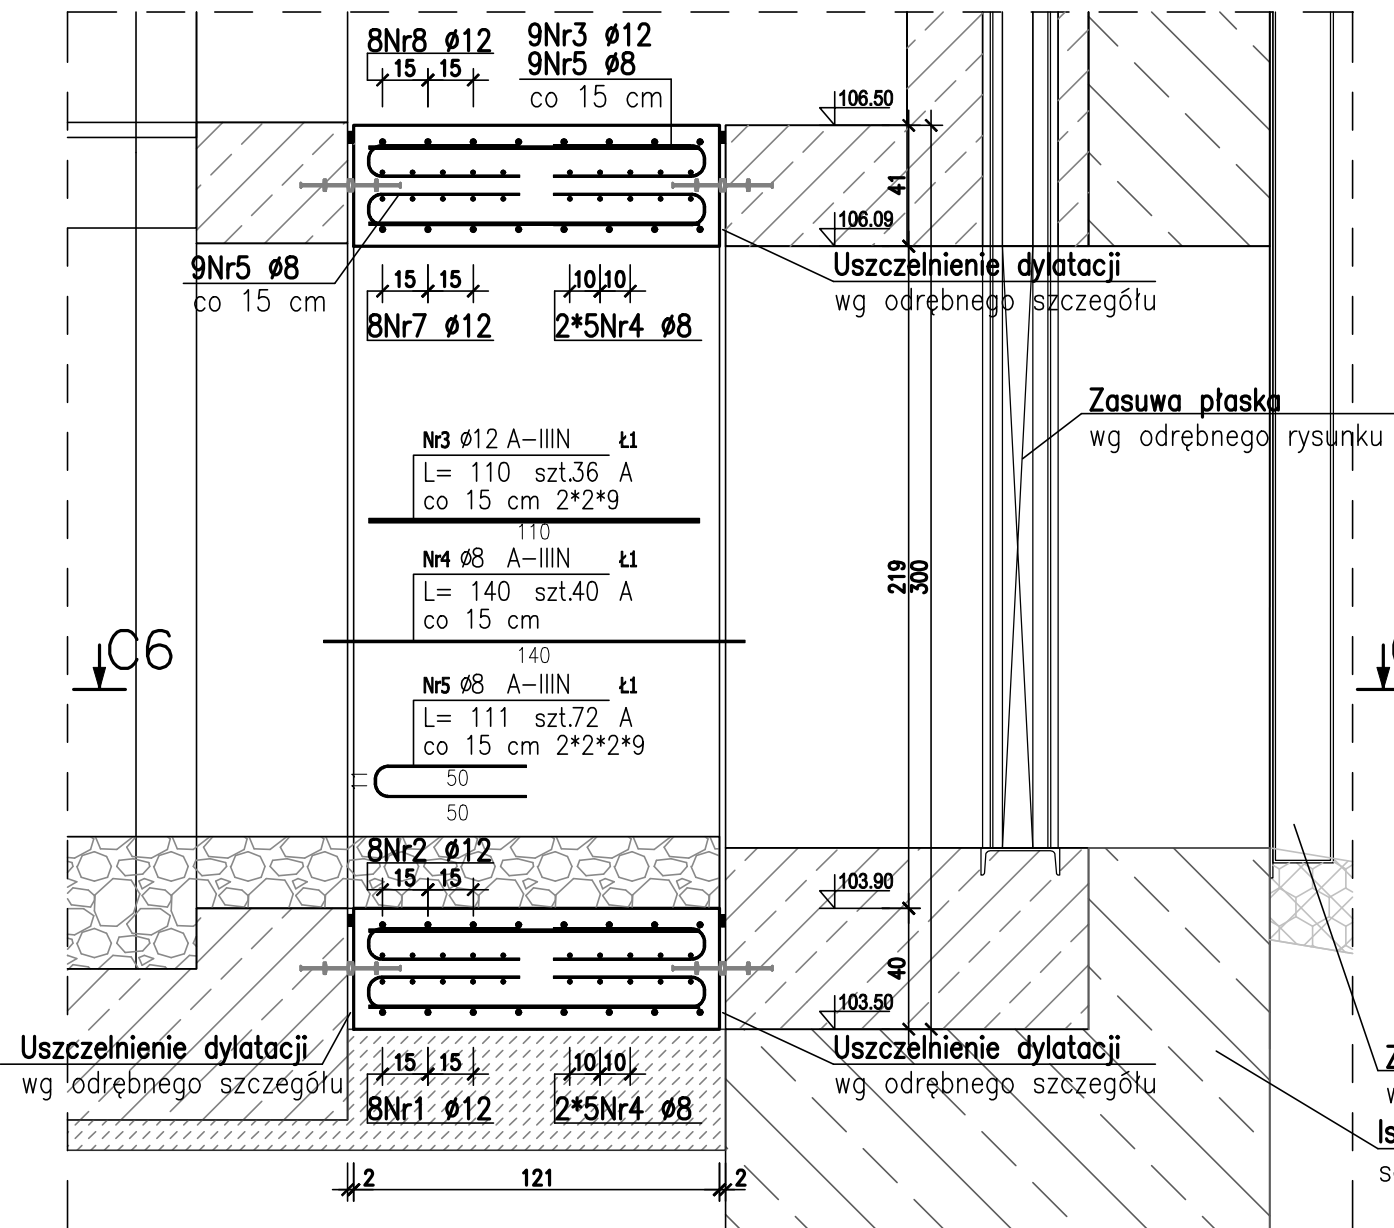 8Nr8 ø12
15 15
9Nr3 ø12
9Nr5 ø8
co 15 cm
106.50
41
106.09
9Nr5 ø8
co 15 cm
15 15
8Nr7 ø12
10 10
2*5Nr4 ø8
Uszczelnienie dylatacji
wg odrębnego szczegółu
Zasuwa płaska
wg odrębnego rysunku
Nr3 ø12 A-IIIN Ł1
L= 110 szt.36 A
co 15 cm 2*2*9
110
Nr4 ø8 A-IIIN Ł1
L= 140 szt.40 A
co 15 cm
140
219
300
C6
Nr5 ø8 A-IIIN Ł1
L= 111 szt.72 A
co 15 cm 2*2*2*9
50
50
8Nr2 ø12
15 15
103.90
40
103.50
Uszczelnienie dylatacji
wg odrębnego szczegółu
15 15
8Nr1 ø12
10 10
2*5Nr4 ø8
Uszczelnienie dylatacji
wg odrębnego szczegółu
2 121 2